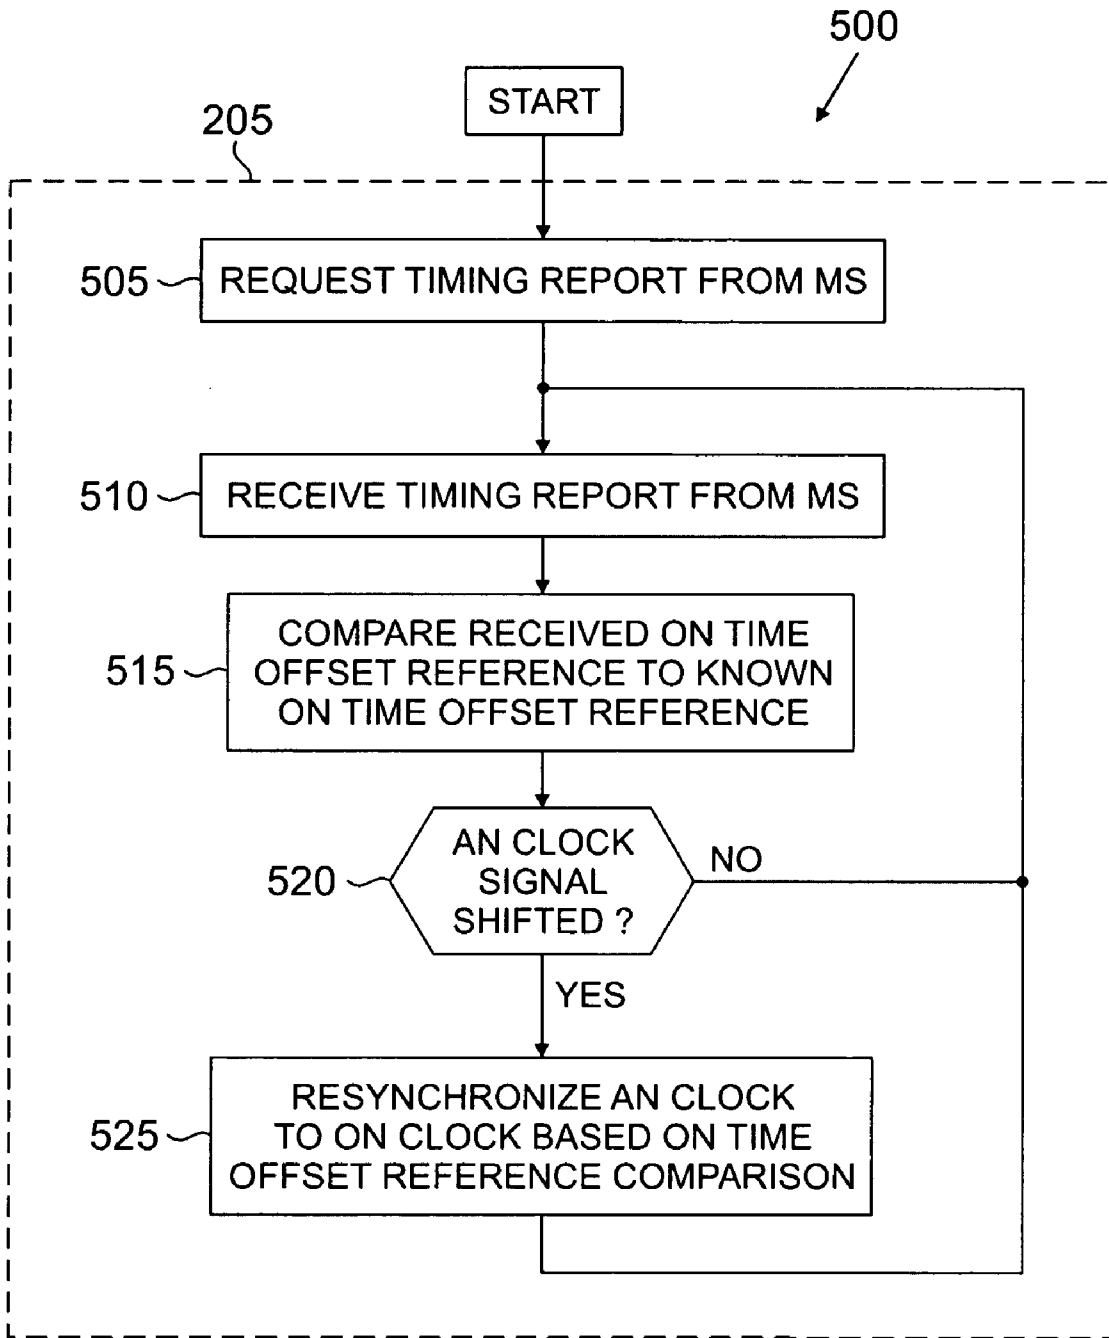 500
START
205
505
REQUEST TIMING REPORT FROM MS
510
RECEIVE TIMING REPORT FROM MS
515
COMPARE RECEIVED ON TIME
OFFSET REFERENCE TO KNOWN
ON TIME OFFSET REFERENCE
520
AN CLOCK
SIGNAL
SHIFTED ?
NO
YES
525
RESYNCHRONIZE AN CLOCK
TO ON CLOCK BASED ON TIME
OFFSET REFERENCE COMPARISON